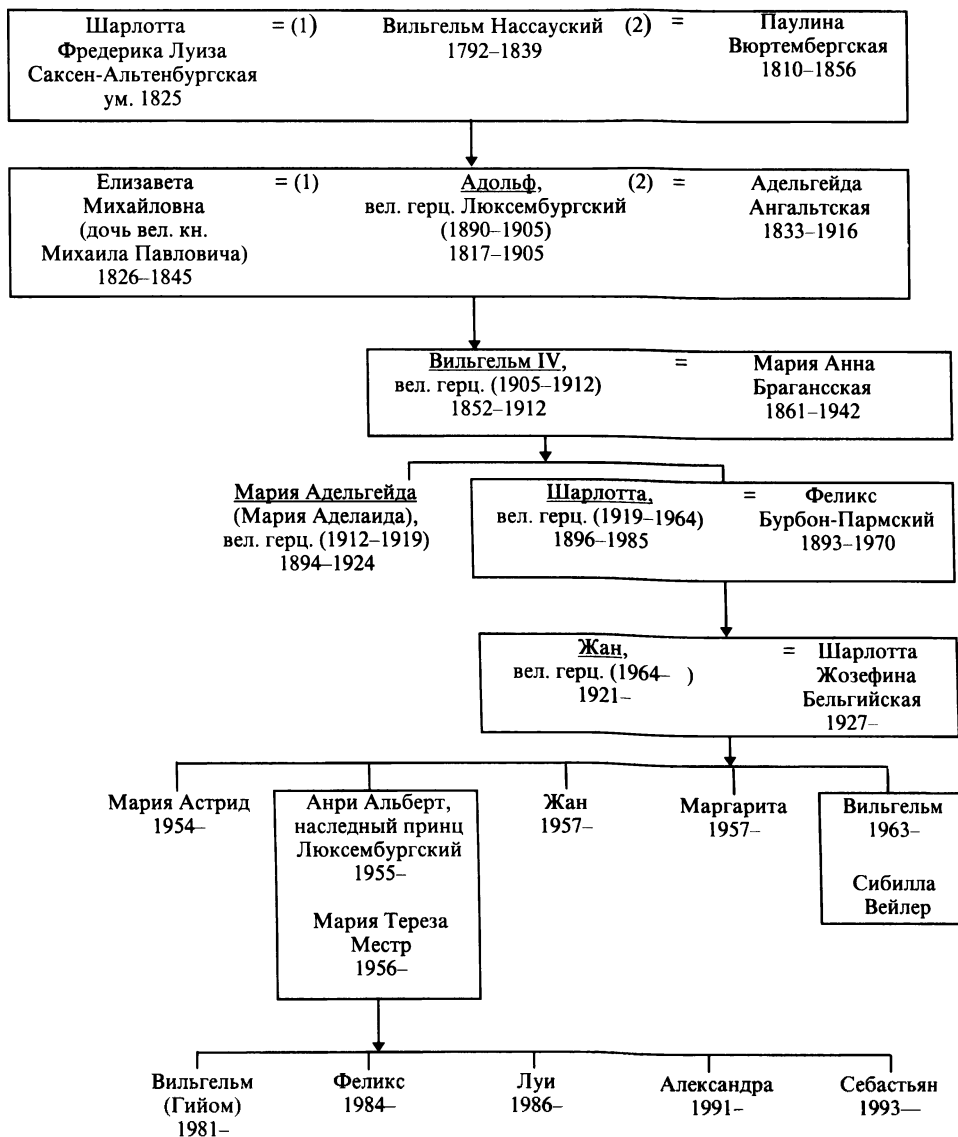 Шарлотта
Фредерика Луиза
Саксен-Альтенбургская
ум. 1825
= (1)
Вильгельм Нассауский
1792–1839
(2) =
Паулина
Вюртембергская
1810–1856
Елизавета
Михайловна
(дочь вел. кн.
Михаила Павловича)
1826–1845
= (1)
Адольф,
вел. герц. Люксембургский
(1890–1905)
1817–1905
(2) =
Адельгейда
Ангальтская
1833–1916
Вильгельм IV,
вел. герц. (1905–1912)
1852–1912
=
Мария Анна
Брагансская
1861–1942
Мария Адельгейда
(Мария Аделаида),
вел. герц. (1912–1919)
1894–1924
Шарлотта,
вел. герц. (1919–1964)
1896–1985
=
Феликс
Бурбон-Пармский
1893–1970
Жан,
вел. герц. (1964– )
1921–
=
Шарлотта
Жозефина
Бельгийская
1927–
Мария Астрид
1954–
Анри Альберт,
наследный принц
Люксембургский
1955–
Мария Тереза
Местр
1956–
Жан
1957–
Маргарита
1957–
Вильгельм
1963–
Сибилла
Вейлер
Вильгельм
(Гийом)
1981–
Феликс
1984–
Луи
1986–
Александра
1991–
Себастьян
1993—